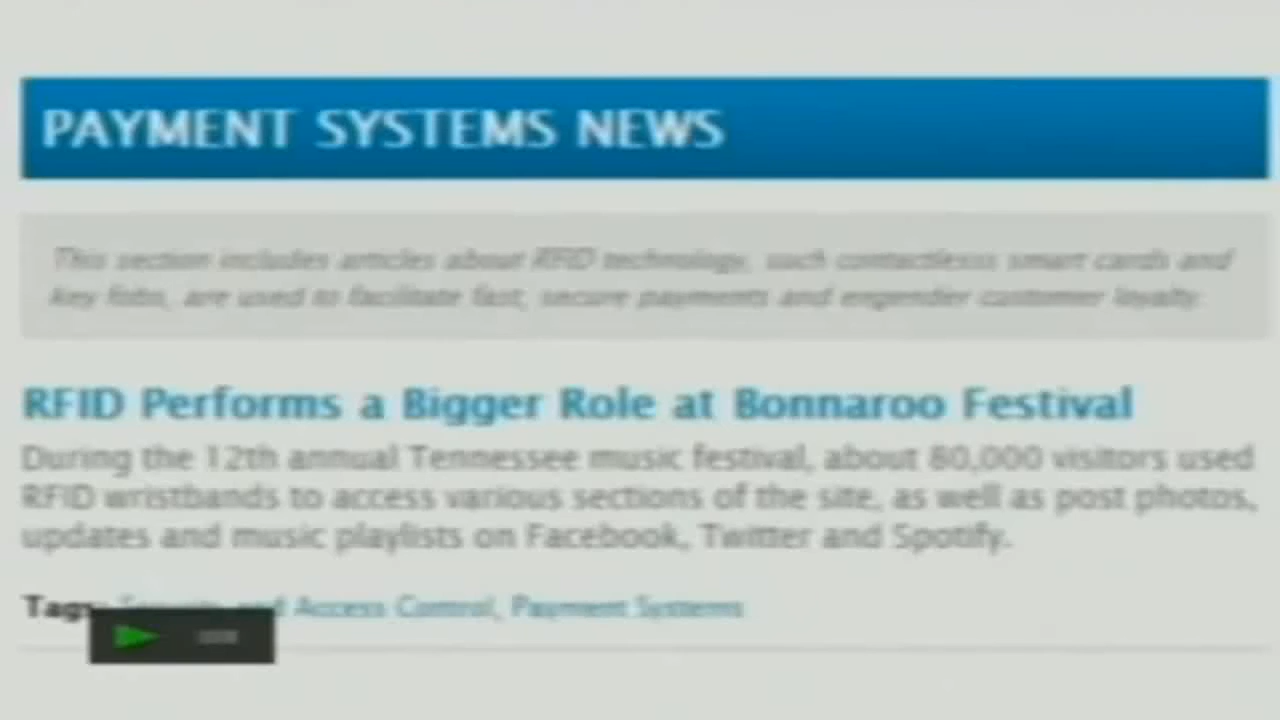 PAYMENT SYSTEMS NEWS
This section includes articles about RFID technology, such contactlesss smart cards and
key fobs, are used to facilitate fast, secure payments and engender customer loyalty.
RFID Performs a Bigger Role at Bonnaroo Festival
During the 12th annual Tennessee music festival, about 80,000 visitors used
RFID wristbands to access various sections of the site, as well as post photos,
updates and music playlists on Facebook, Twitter and Spotify.
Tags: Security and Access Control, Payment Systems